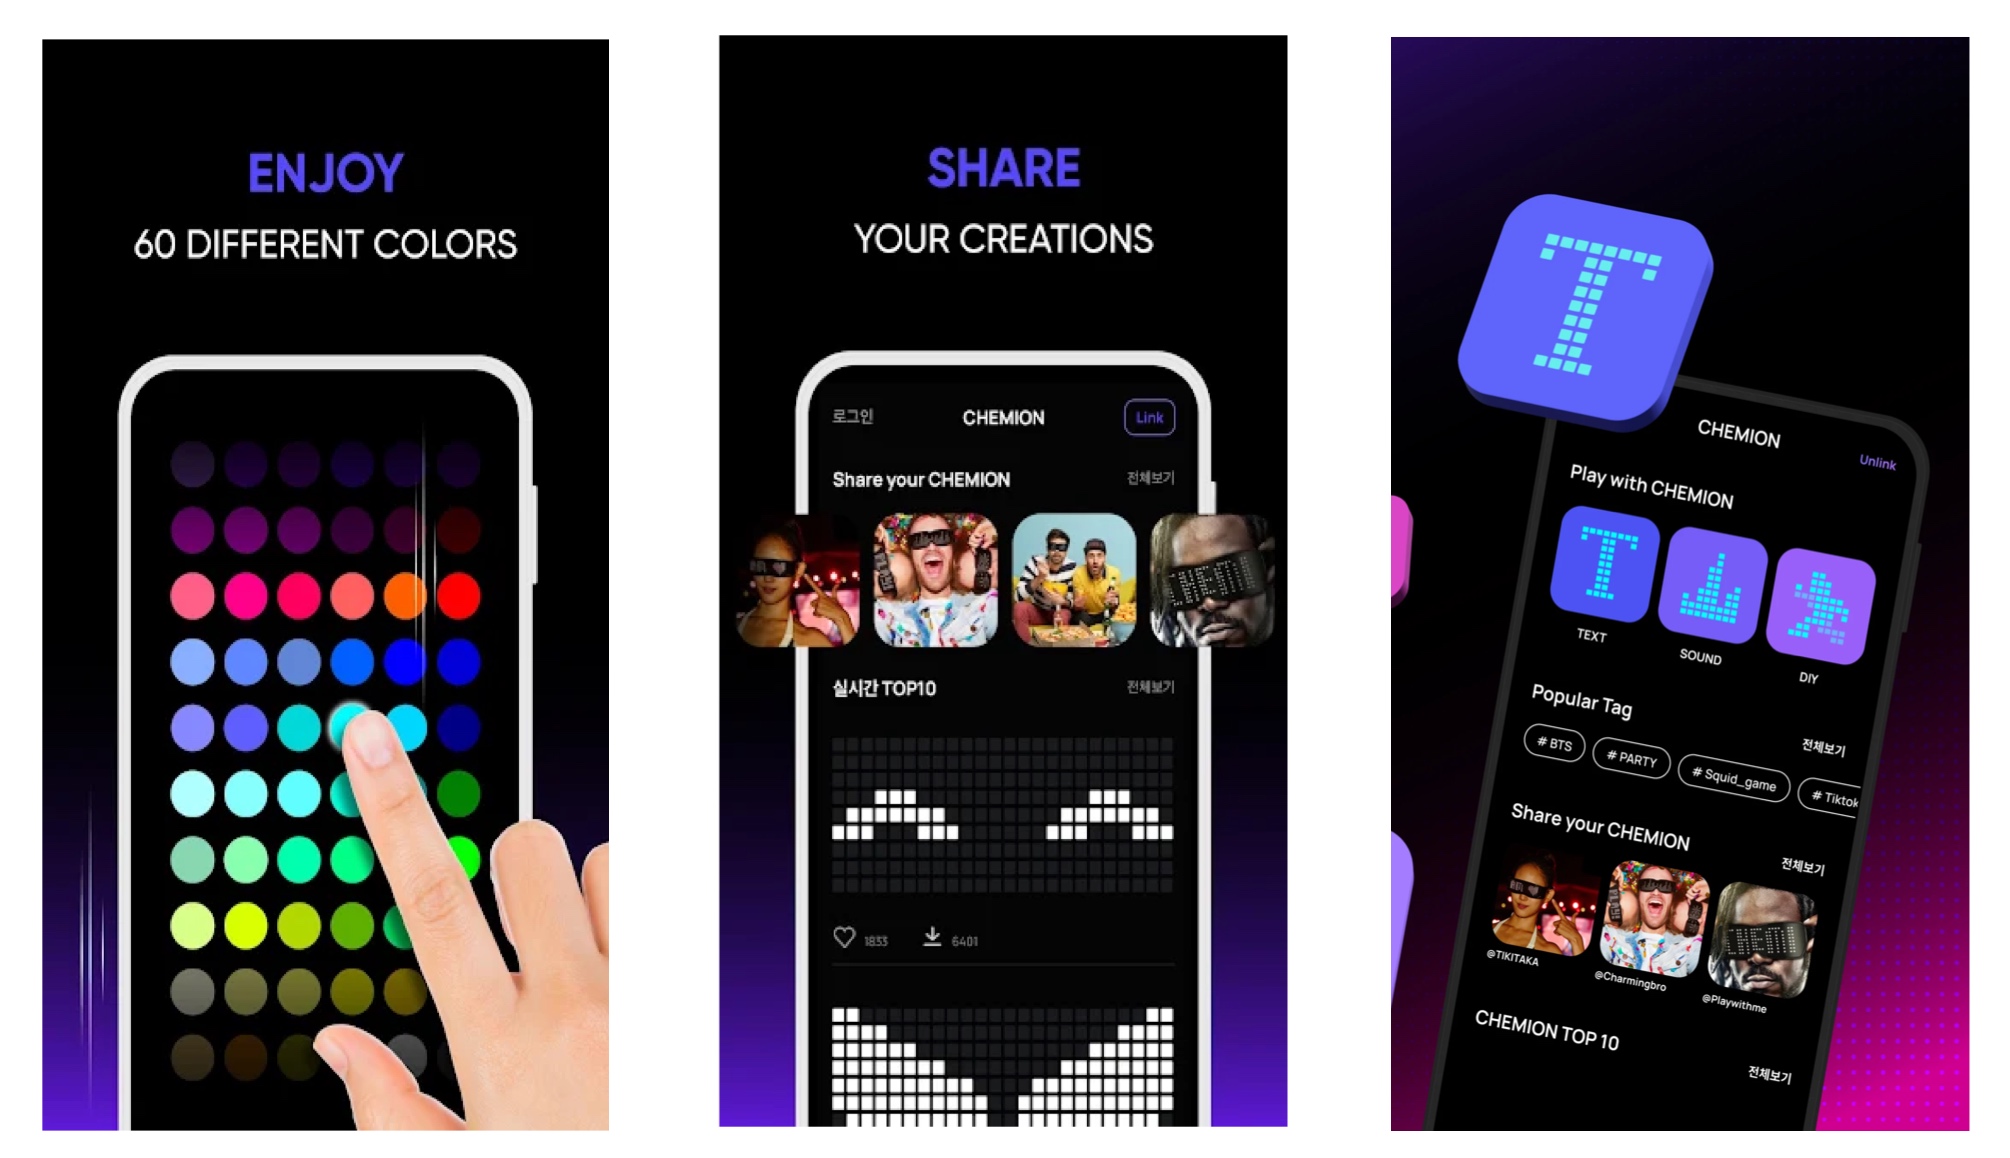 ENJOY
60 DIFFERENT COLORS
SHARE
YOUR CREATIONS
로그인
CHEMION
Link
Share your CHEMION
전체보기
CHEMI
실시간 TOP10
전체보기
1833
6401
T
CHEMION
Unlink
Play with CHEMION
T
TEXT
SOUND
DIY
Popular Tag
전체보기
# BTS
# PARTY
# Squid_game
# Tiktok
Share your CHEMION
전체보기
CHEMI
@TIKITAKA
@Charmingbro
@Playwithme
CHEMION TOP 10
전체보기